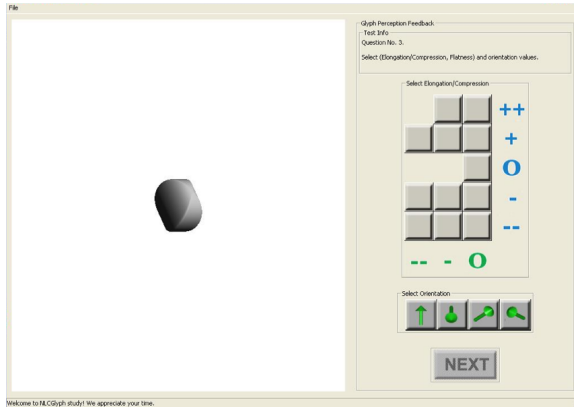 File
Glyph Perception Feedback
Test Info
Question No. 3.
Select (Elongation/Compression, Flatness) and orientation values.
Select Elongation/Compression
++
+
O
-
--
-- - O
Select Orientation
NEXT
Welcome to NLCGlyph study! We appreciate your time.